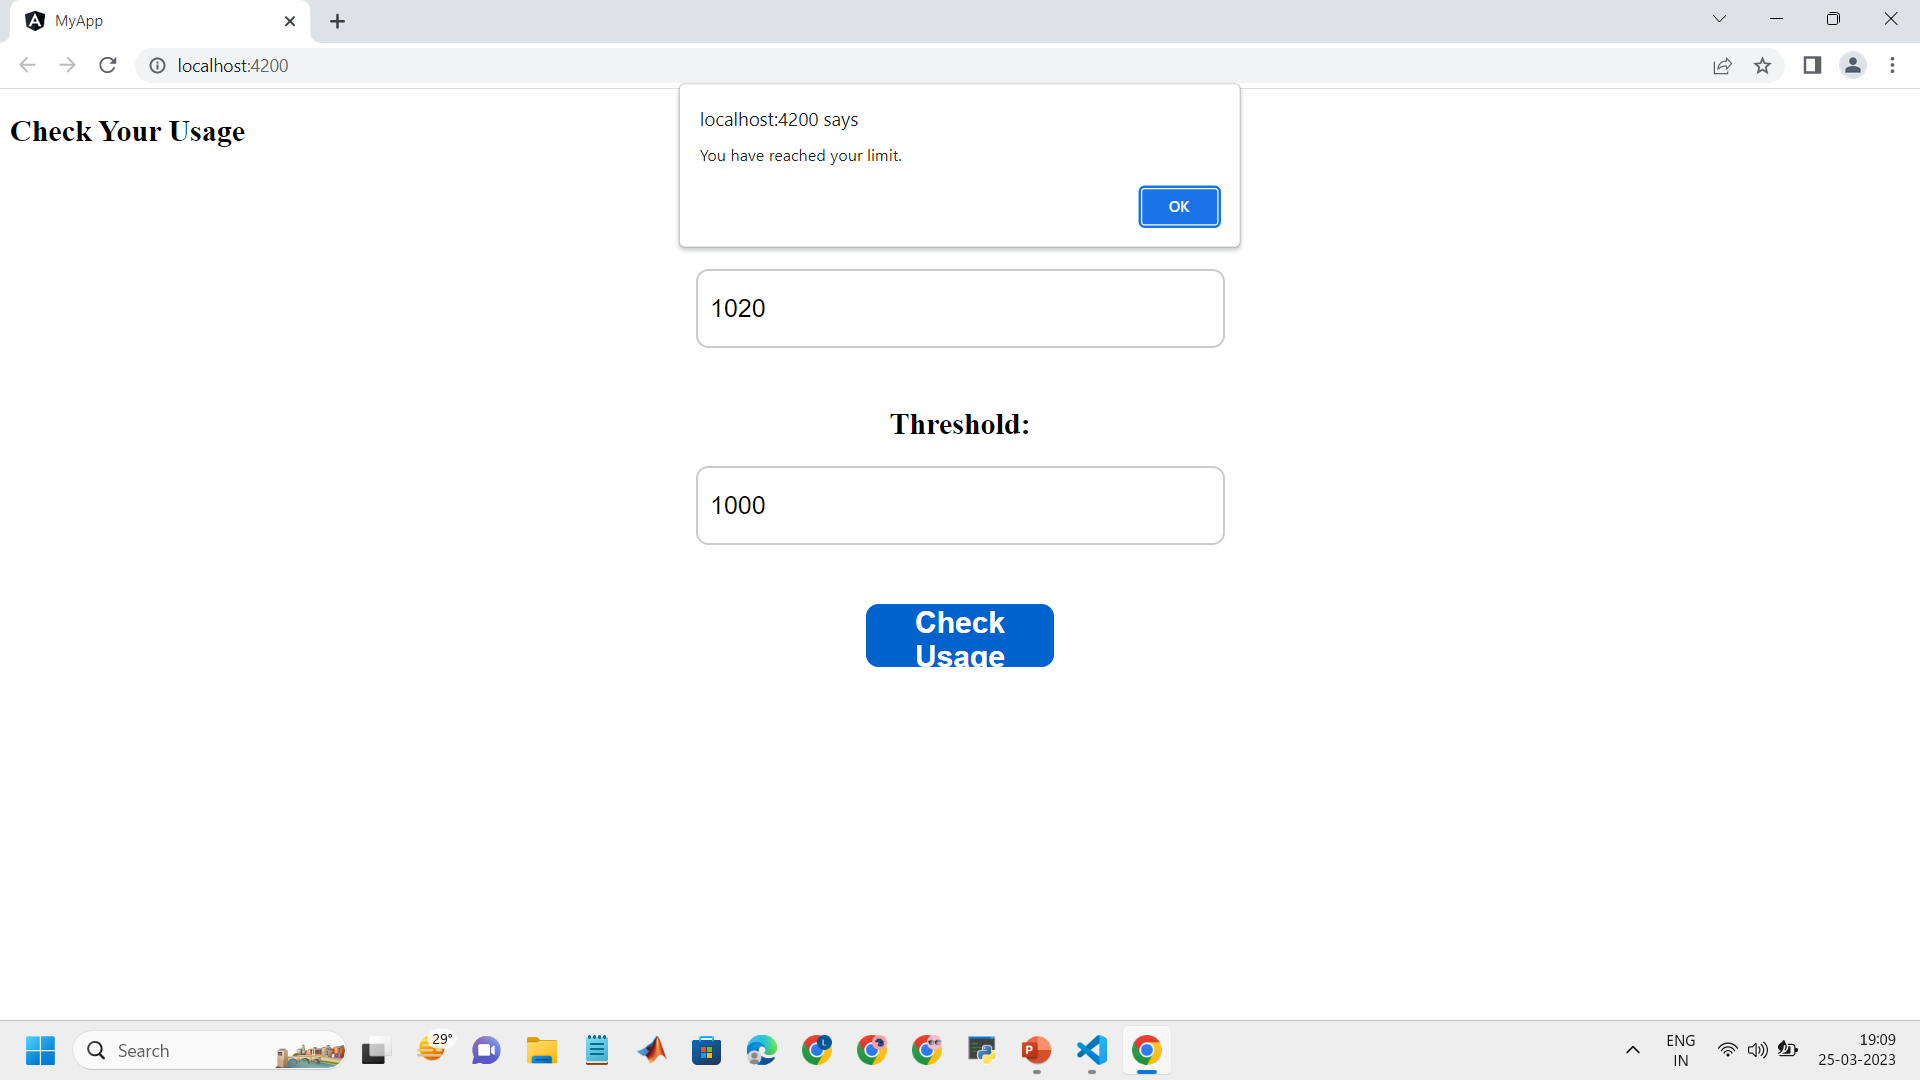 MyApp
localhost:4200
Check Your Usage
localhost:4200 says
You have reached your limit.
OK
1020
Threshold:
1000
Check
Usage
Search
29°
ENG
IN
19:09
25-03-2023